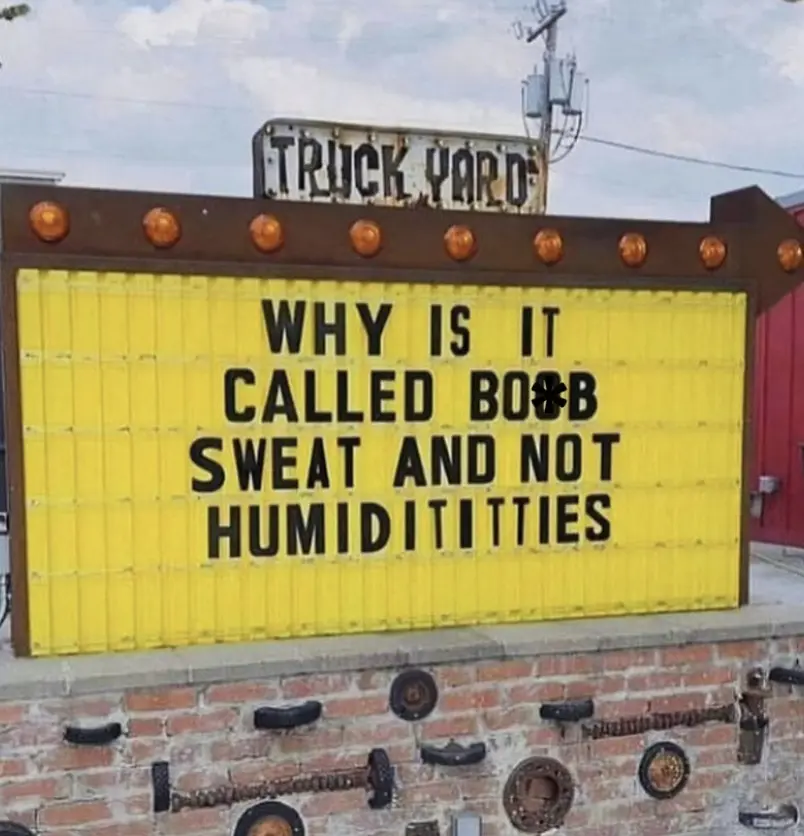 TRUCK YARD
WHY IS IT
CALLED BO*B
SWEAT AND NOT
HUMIDITITTIES